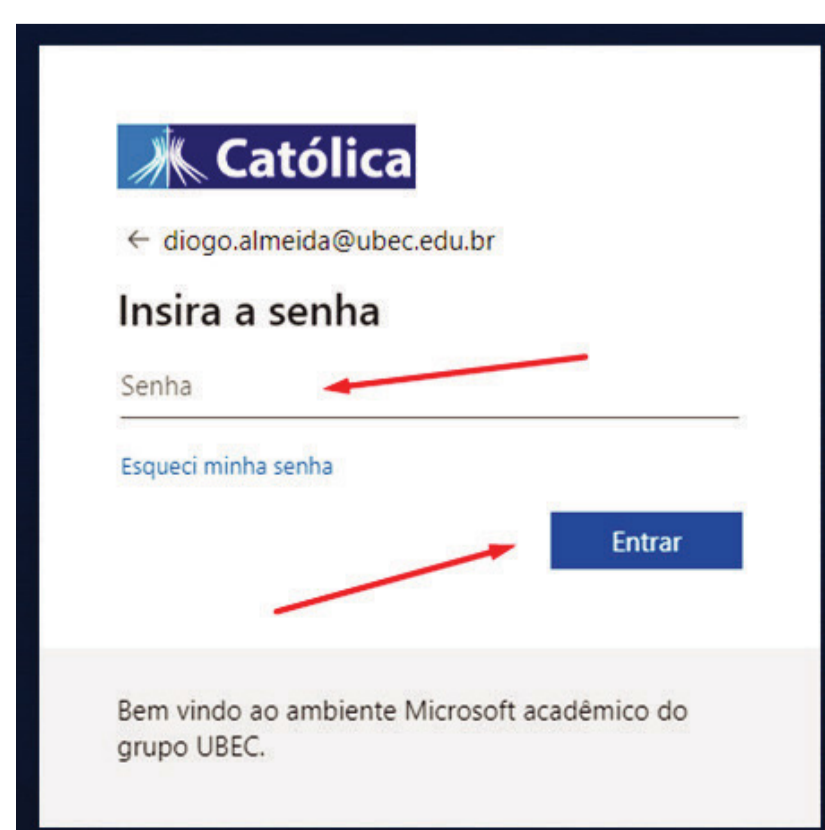 Católica
← diogo.almeida@ubec.edu.br
Insira a senha
Senha
Esqueci minha senha
Entrar
Bem vindo ao ambiente Microsoft acadêmico do
grupo UBEC.